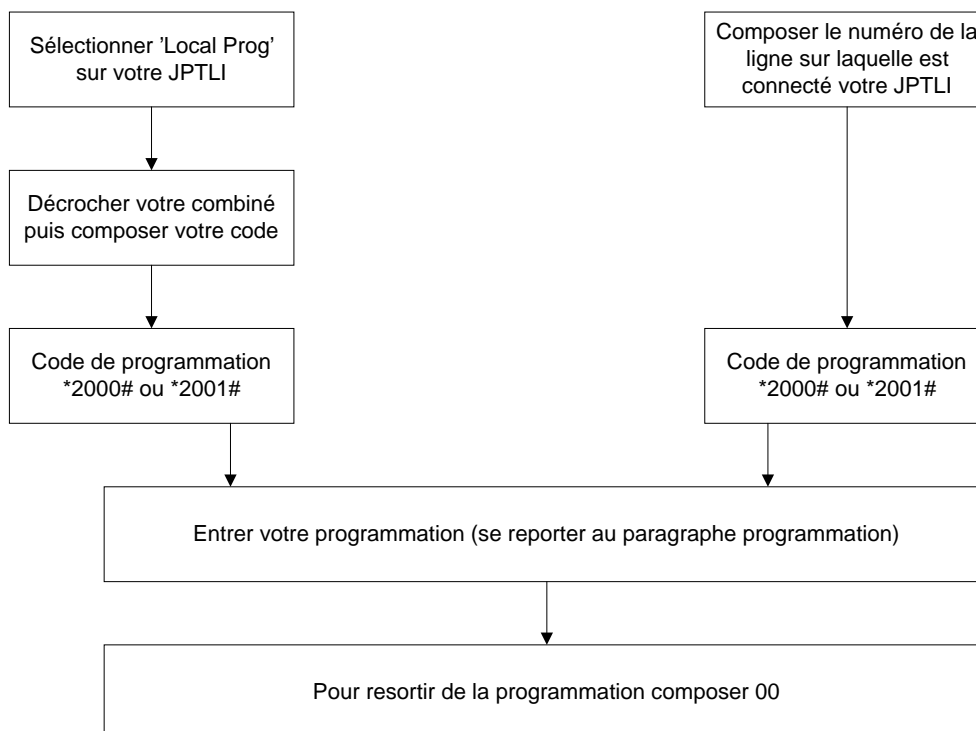 Sélectionner ’Local Prog’
sur votre JPTLI
Composer le numéro de la
ligne sur laquelle est
connecté votre JPTLI
Décrocher votre combiné
puis composer votre code
Code de programmation
*2000# ou *2001#
Code de programmation
*2000# ou *2001#
Entrer votre programmation (se reporter au paragraphe programmation)
Pour resortir de la programmation composer 00